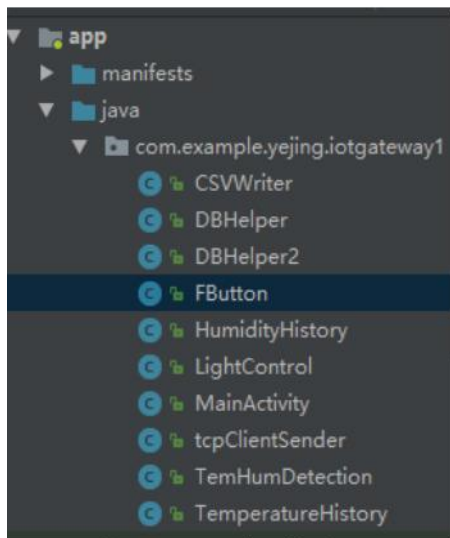 app
manifests
java
com.example.yejing.iotgateway1
CSVWriter
DBHelper
DBHelper2
FButton
HumidityHistory
LightControl
MainActivity
tcpClientSender
TemHumDetection
TemperatureHistory